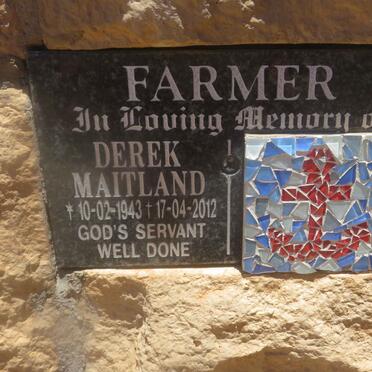 FARMER
In Loving Memory o
DEREK
MAITLAND
* 10-02-1943 † 17-04-2012
GOD'S SERVANT
WELL DONE